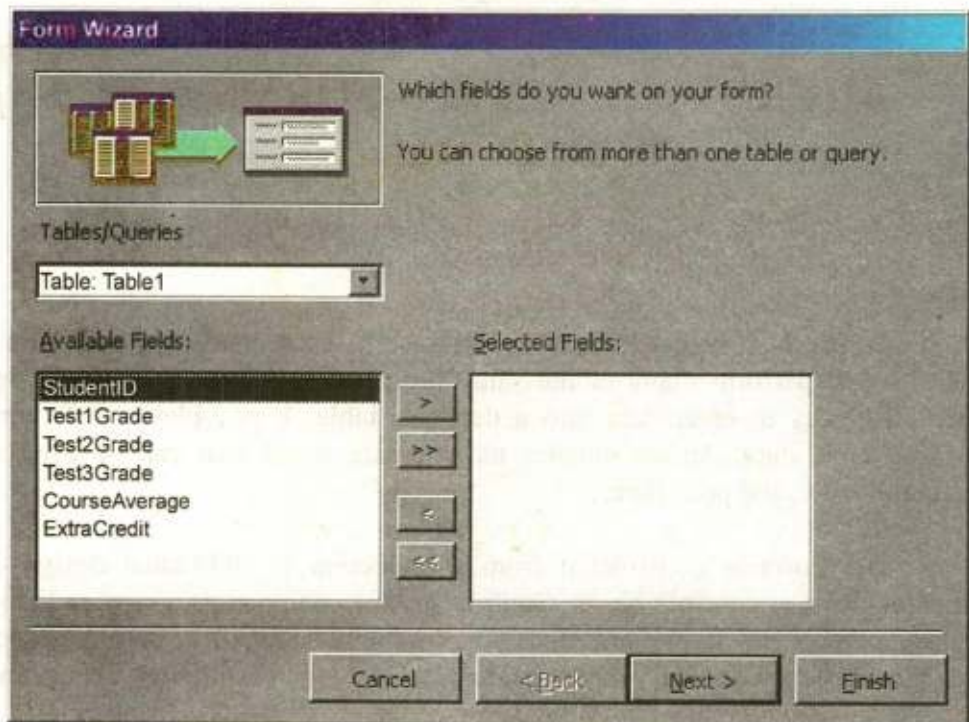 Form Wizard
Which fields do you want on your form?
You can choose from more than one table or query.
Tables/Queries
Table: Table1
Available Fields:
Selected Fields:
StudentID
Test1Grade
Test2Grade
Test3Grade
CourseAverage
ExtraCredit
>
>>
<
<<
Cancel
< Back
Next >
Finish